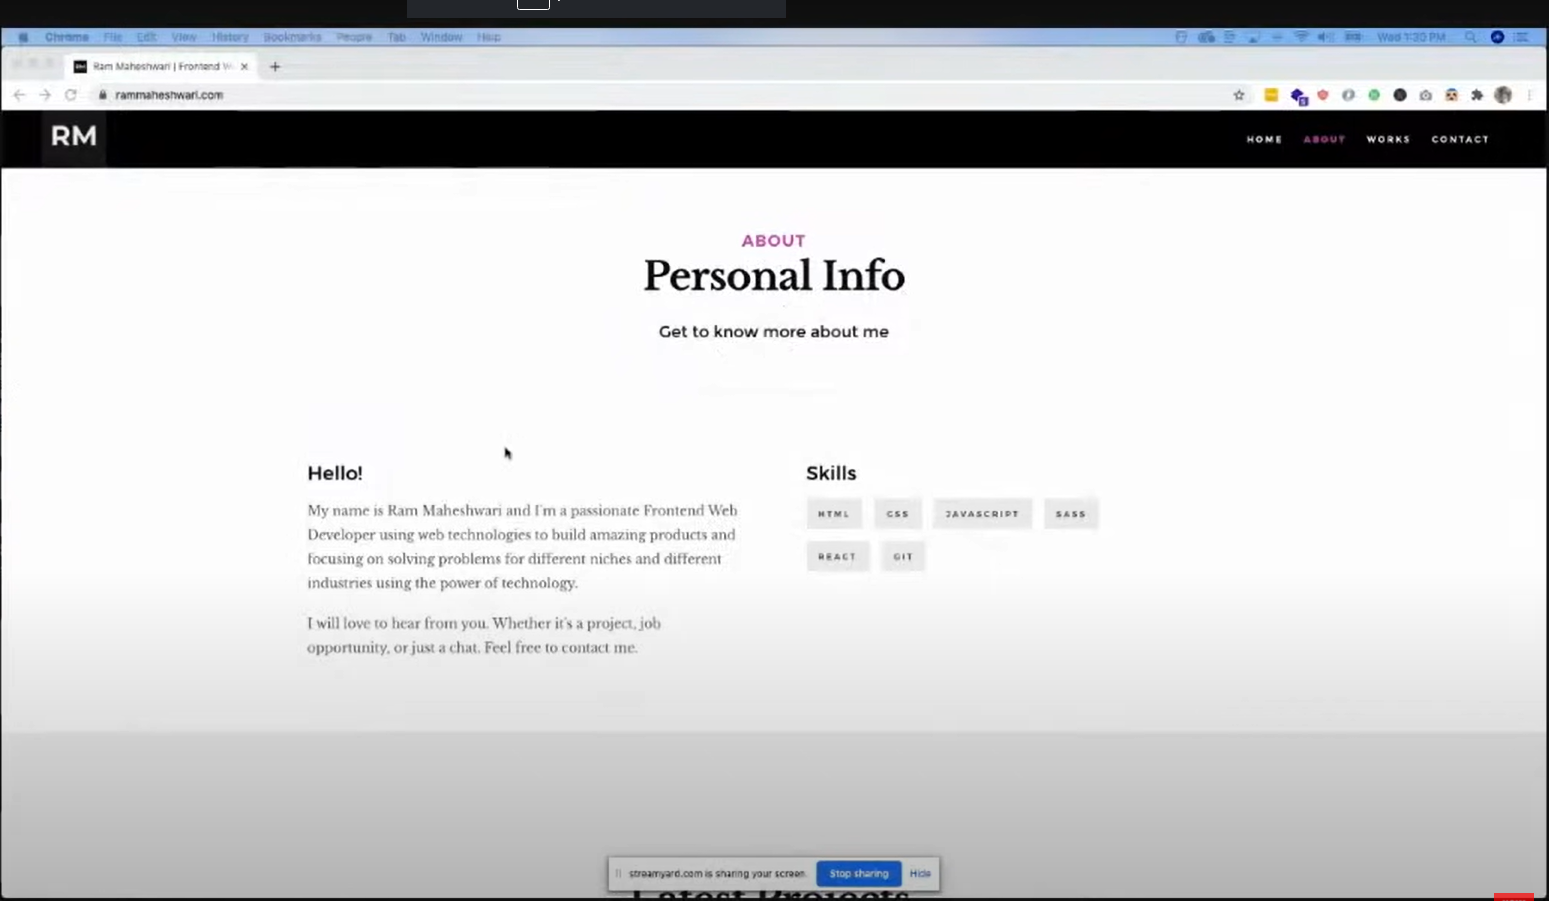 Chrome File Edit View History Bookmarks People Tab Window Help
Wed 1:30 PM
Ram Maheshwari | Frontend W
rammaheshwari.com
RM
HOME ABOUT WORKS CONTACT
ABOUT
Personal Info
Get to know more about me
Hello!
My name is Ram Maheshwari and I'm a passionate Frontend Web
Developer using web technologies to build amazing products and
focusing on solving problems for different niches and different
industries using the power of technology.
I will love to hear from you. Whether it's a project, job
opportunity, or just a chat. Feel free to contact me.
Skills
HTML CSS JAVASCRIPT SASS
REACT GIT
streamyard.com is sharing your screen. Stop sharing Hide
Latest Projects